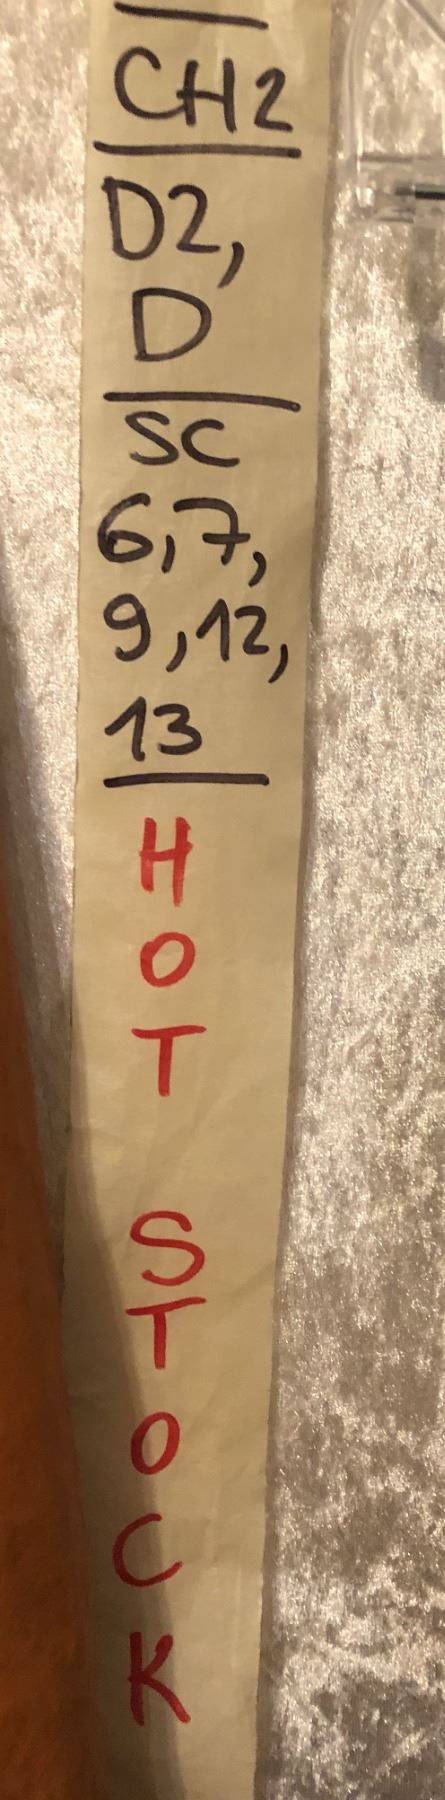 CH2
D2,
D
SC
6,7,
9,12,
13
H
O
T
S
T
O
C
K